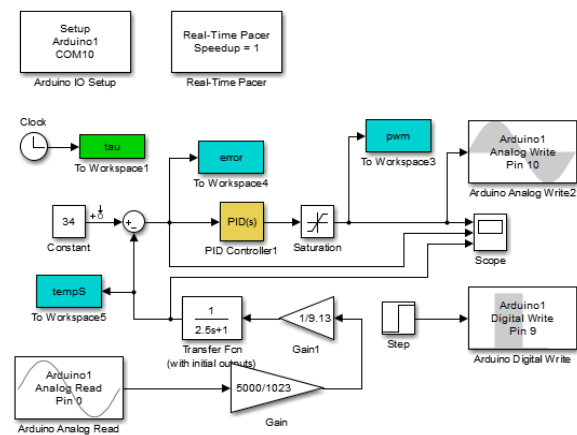 Setup
Arduino1
COM10
Arduino IO Setup
Real-Time Pacer
Speedup = 1
Real-Time Pacer
Clock
tau
To Workspace1
error
To Workspace4
pwm
To Workspace3
Arduino1
Analog Write
Pin 10
Arduino Analog Write2
34
Constant
+
-
PID(s)
PID Controller1
Saturation
Scope
tempS
To Workspace5
1
2.5s+1
Transfer Fcn
(with initial outputs)
1/9.13
Gain1
Step
Arduino1
Digital Write
Pin 9
Arduino Digital Write
Arduino1
Analog Read
Pin 0
Arduino Analog Read
5000/1023
Gain